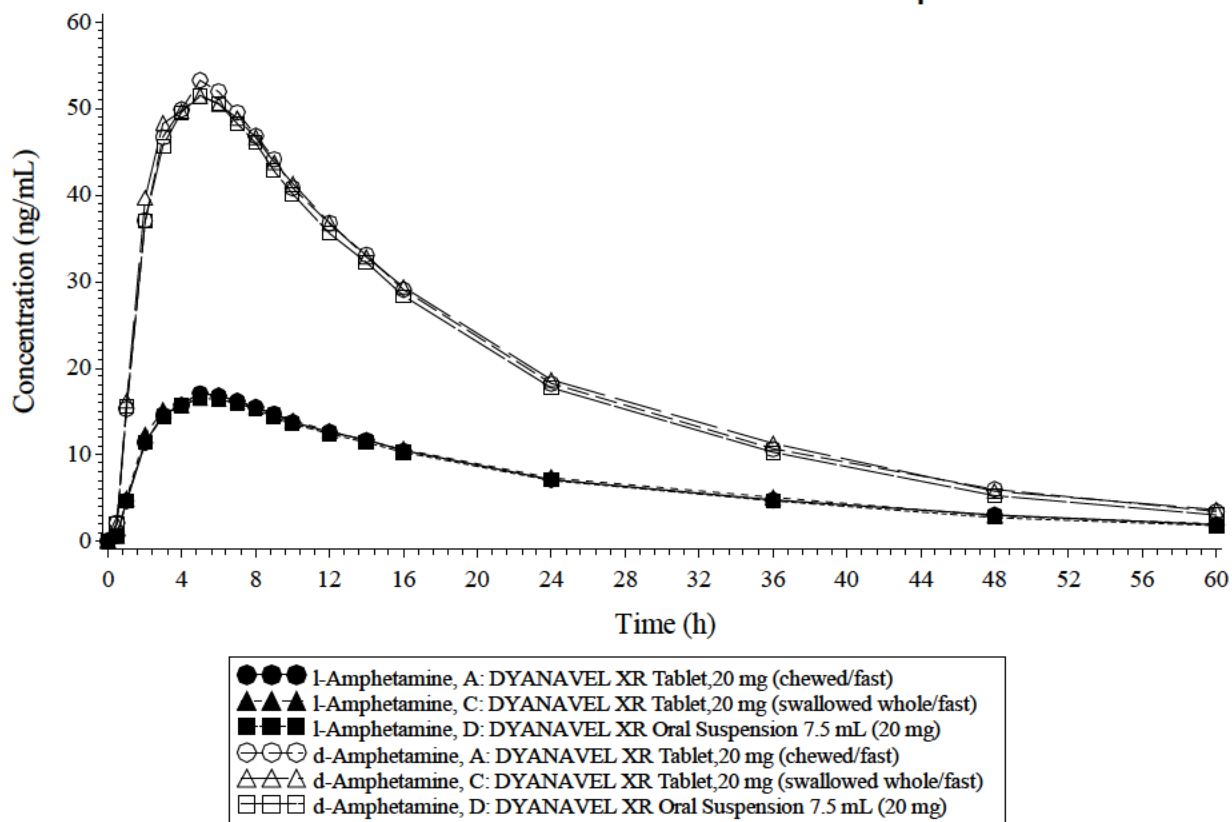 60
50
40
30
20
10
0
Concentration (ng/mL)
0 4 8 12 16 20 24 28 32 36 40 44 48 52 56 60
Time (h)
l-Amphetamine, A: DYANAVEL XR Tablet,20 mg (chewed/fast)
l-Amphetamine, C: DYANAVEL XR Tablet,20 mg (swallowed whole/fast)
l-Amphetamine, D: DYANAVEL XR Oral Suspension 7.5 mL (20 mg)
d-Amphetamine, A: DYANAVEL XR Tablet,20 mg (chewed/fast)
d-Amphetamine, C: DYANAVEL XR Tablet,20 mg (swallowed whole/fast)
d-Amphetamine, D: DYANAVEL XR Oral Suspension 7.5 mL (20 mg)